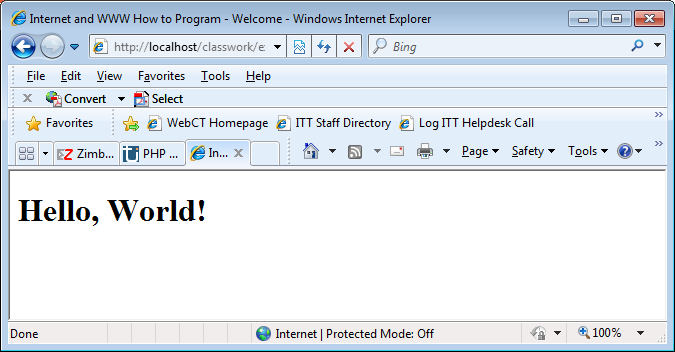 Internet and WWW How to Program - Welcome - Windows Internet Explorer
http://localhost/classwork/e Bing
File Edit View Favorites Tools Help
Convert Select
Favorites WebCT Homepage ITT Staff Directory Log ITT Helpdesk Call
Zimb... PHP ... In... Page Safety Tools
Hello, World!
Done Internet | Protected Mode: Off 100%